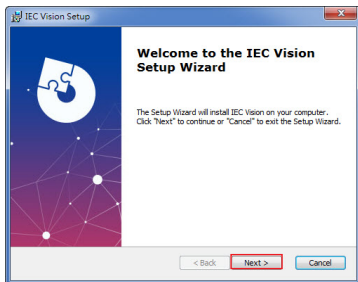 IEC Vision Setup
Welcome to the IEC Vision
Setup Wizard
The Setup Wizard will install IEC Vision on your computer.
Click "Next" to continue or "Cancel" to exit the Setup Wizard.
< Back
Next >
Cancel